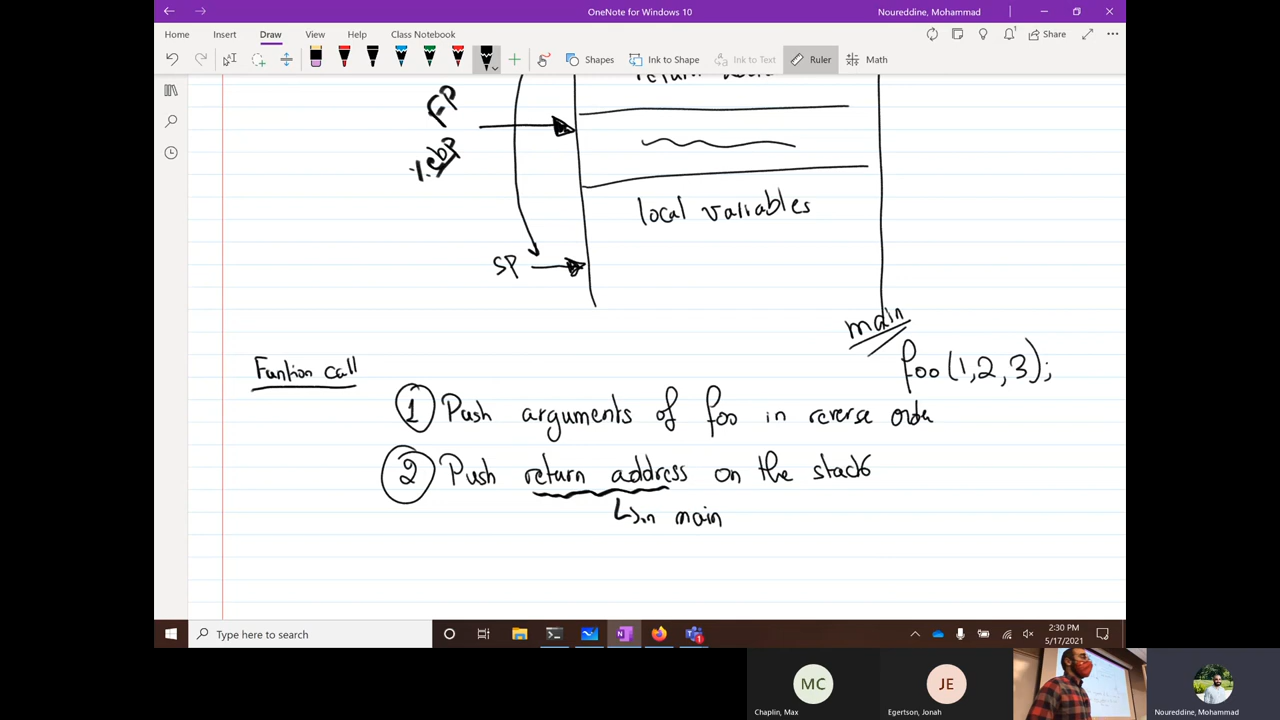 OneNote for Windows 10
Noureddine, Mohammad
Home Insert Draw View Help Class Notebook
Share
Shapes Ink to Shape Ink to Text Ruler Math
FP
%ebp
local variables
SP
main
foo(1,2,3);
Funtion call
1 Push arguments of foo in reverse order
2 Push return address on the stack
↳in main
Type here to search
2:30 PM
5/17/2021
MC
JE
Chaplin, Max
Egertson, Jonah
Noureddine, Mohammad